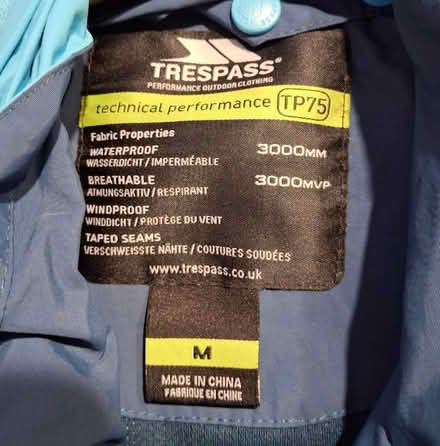 TRESPASS®
PERFORMANCE OUTDOOR CLOTHING
technical performance TP75
Fabric Properties
WATERPROOF 3000MM
WASSERDICHT / IMPERMÉABLE
BREATHABLE 3000MVP
ATMUNGSAKTIV / RESPIRANT
WINDPROOF
WINDDICHT / PROTÈGE DU VENT
TAPED SEAMS
VERSCHWEISSTE NÄHTE / COUTURES SOUDÉES
www.trespass.co.uk
M
MADE IN CHINA
FABRIQUE EN CHINE